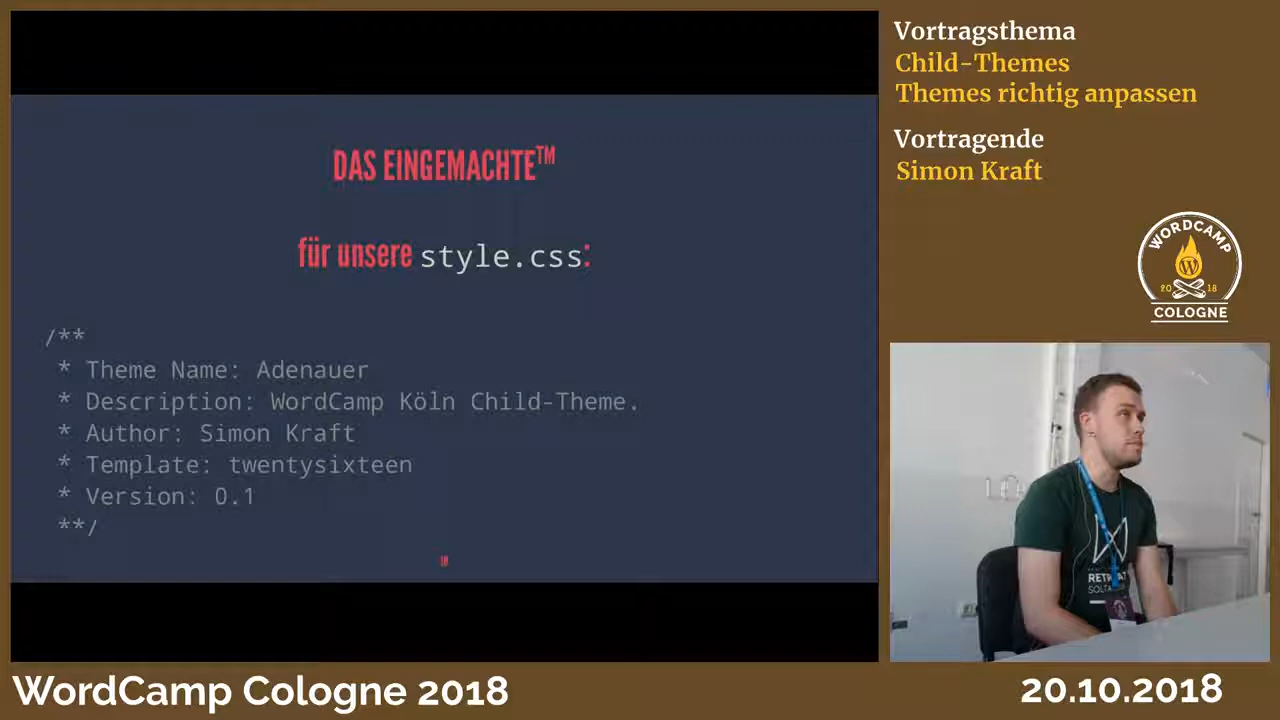 DAS EINGEMACHTE™
für unsere style.css:
/**
* Theme Name: Adenauer
* Description: WordCamp Köln Child-Theme.
* Author: Simon Kraft
* Template: twentysixteen
* Version: 0.1
**/
Vortragsthema
Child-Themes
Themes richtig anpassen
Vortragende
Simon Kraft
WORDCAMP
2018
COLOGNE
WordCamp Cologne 2018
20.10.2018